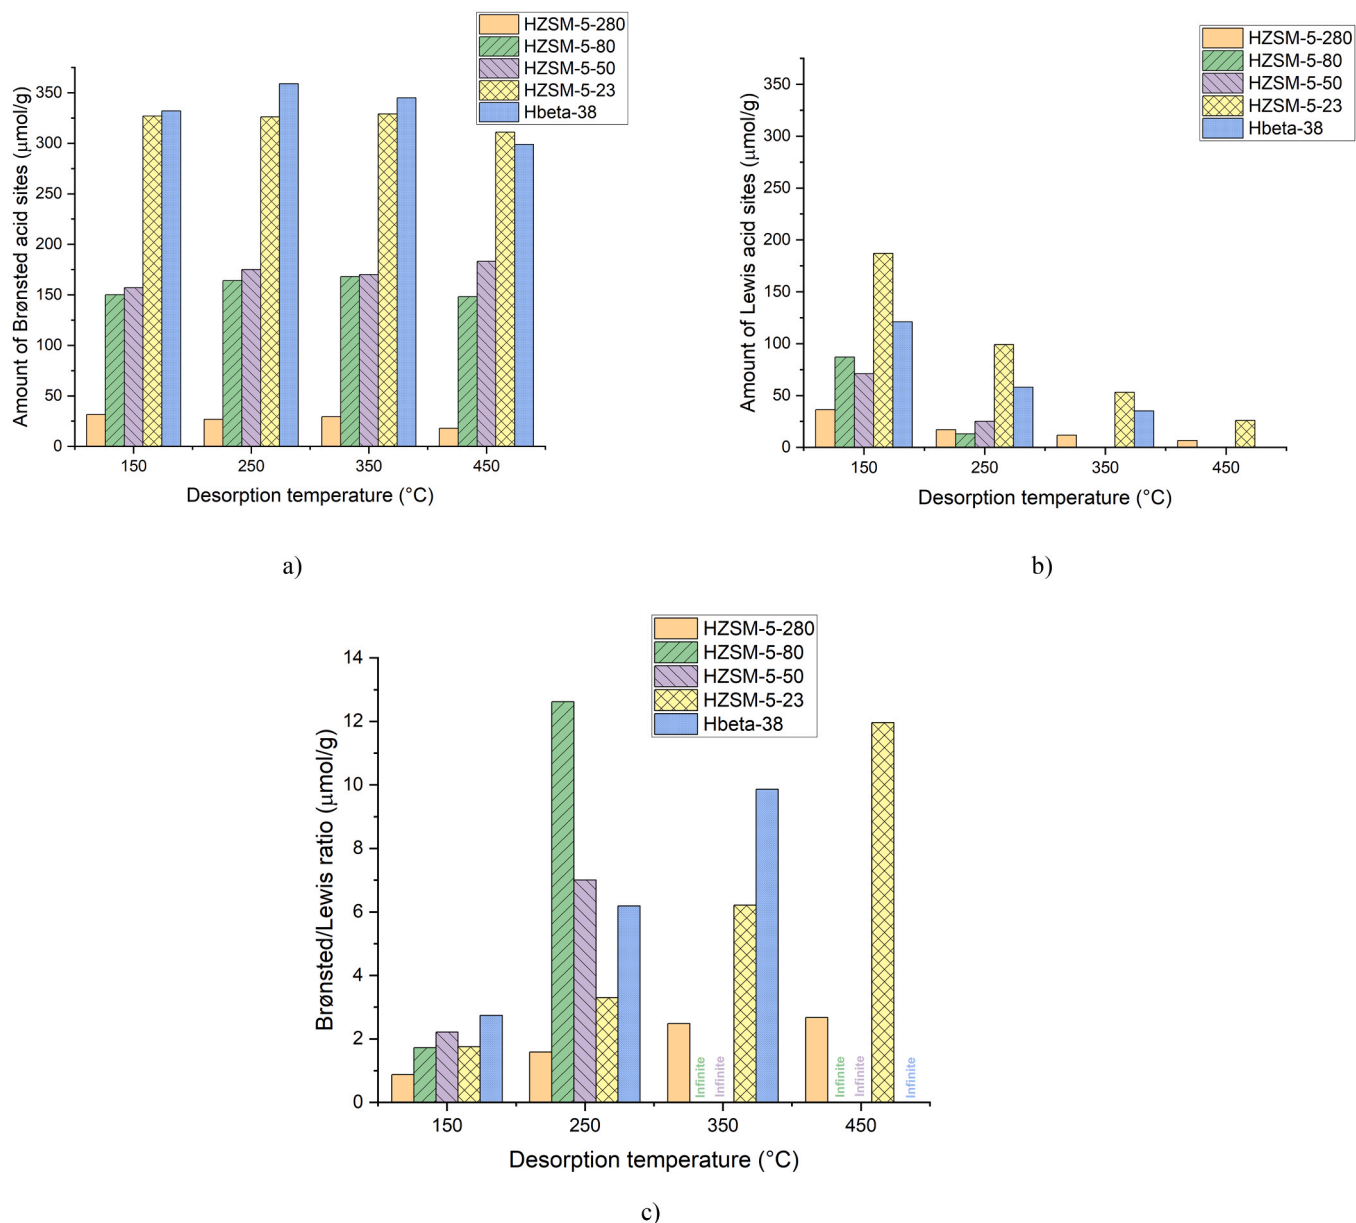 HZSM-5-280
HZSM-5-80
HZSM-5-50
HZSM-5-23
Hbeta-38
Amount of Brønsted acid sites (μmol/g)
350
300
250
200
150
100
50
0
150
250
350
450
Desorption temperature (°C)
a)
HZSM-5-280
HZSM-5-80
HZSM-5-50
HZSM-5-23
Hbeta-38
Amount of Lewis acid sites (μmol/g)
350
300
250
200
150
100
50
0
150
250
350
450
Desorption temperature (°C)
b)
HZSM-5-280
HZSM-5-80
HZSM-5-50
HZSM-5-23
Hbeta-38
Brønsted/Lewis ratio (μmol/g)
14
12
10
8
6
4
2
0
Infinite
Infinite
Infinite
Infinite
Infinite
150
250
350
450
Desorption temperature (°C)
c)